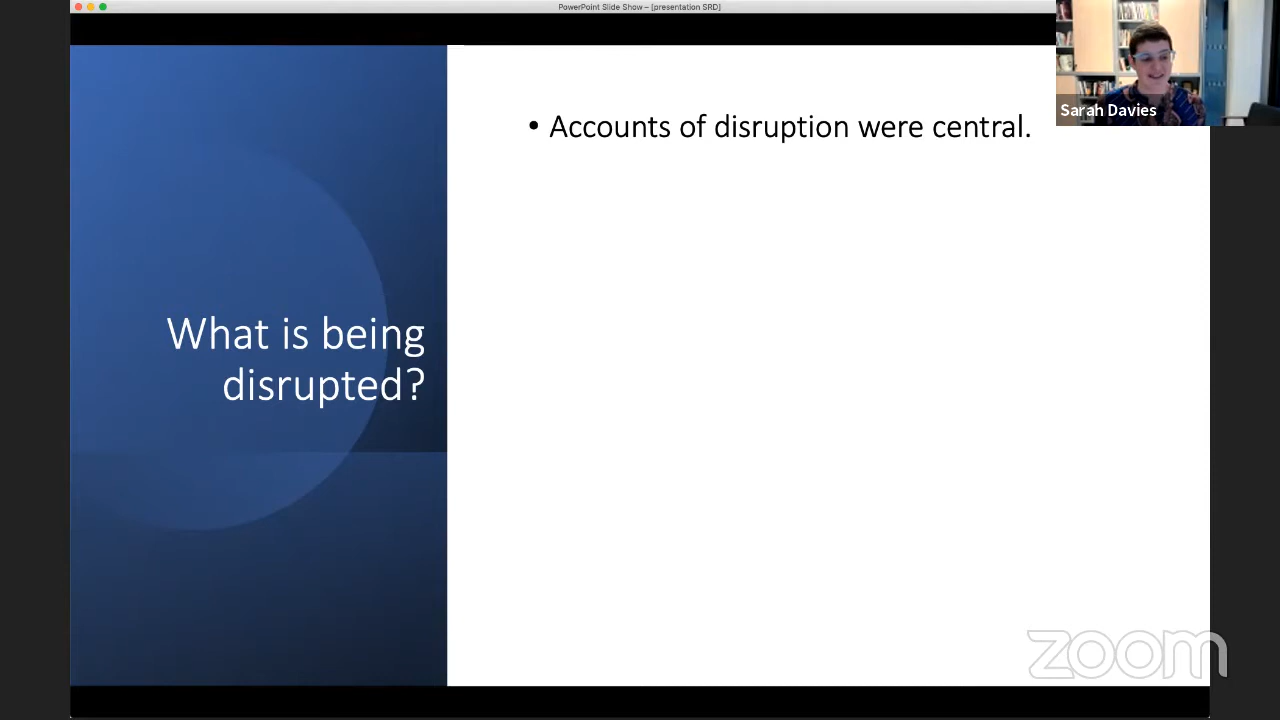 PowerPoint Slide Show – [presentation SRD]
• Accounts of disruption were central.
Sarah Davies
What is being
disrupted?
zoom